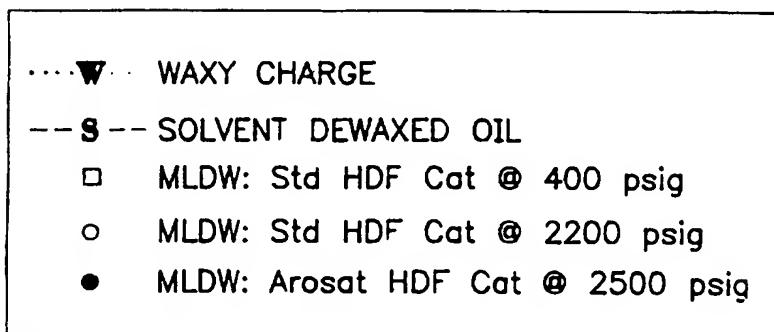 ····W·· WAXY CHARGE
--S-- SOLVENT DEWAXED OIL
□ MLDW: Std HDF Cat @ 400 psig
○ MLDW: Std HDF Cat @ 2200 psig
● MLDW: Arosat HDF Cat @ 2500 psig